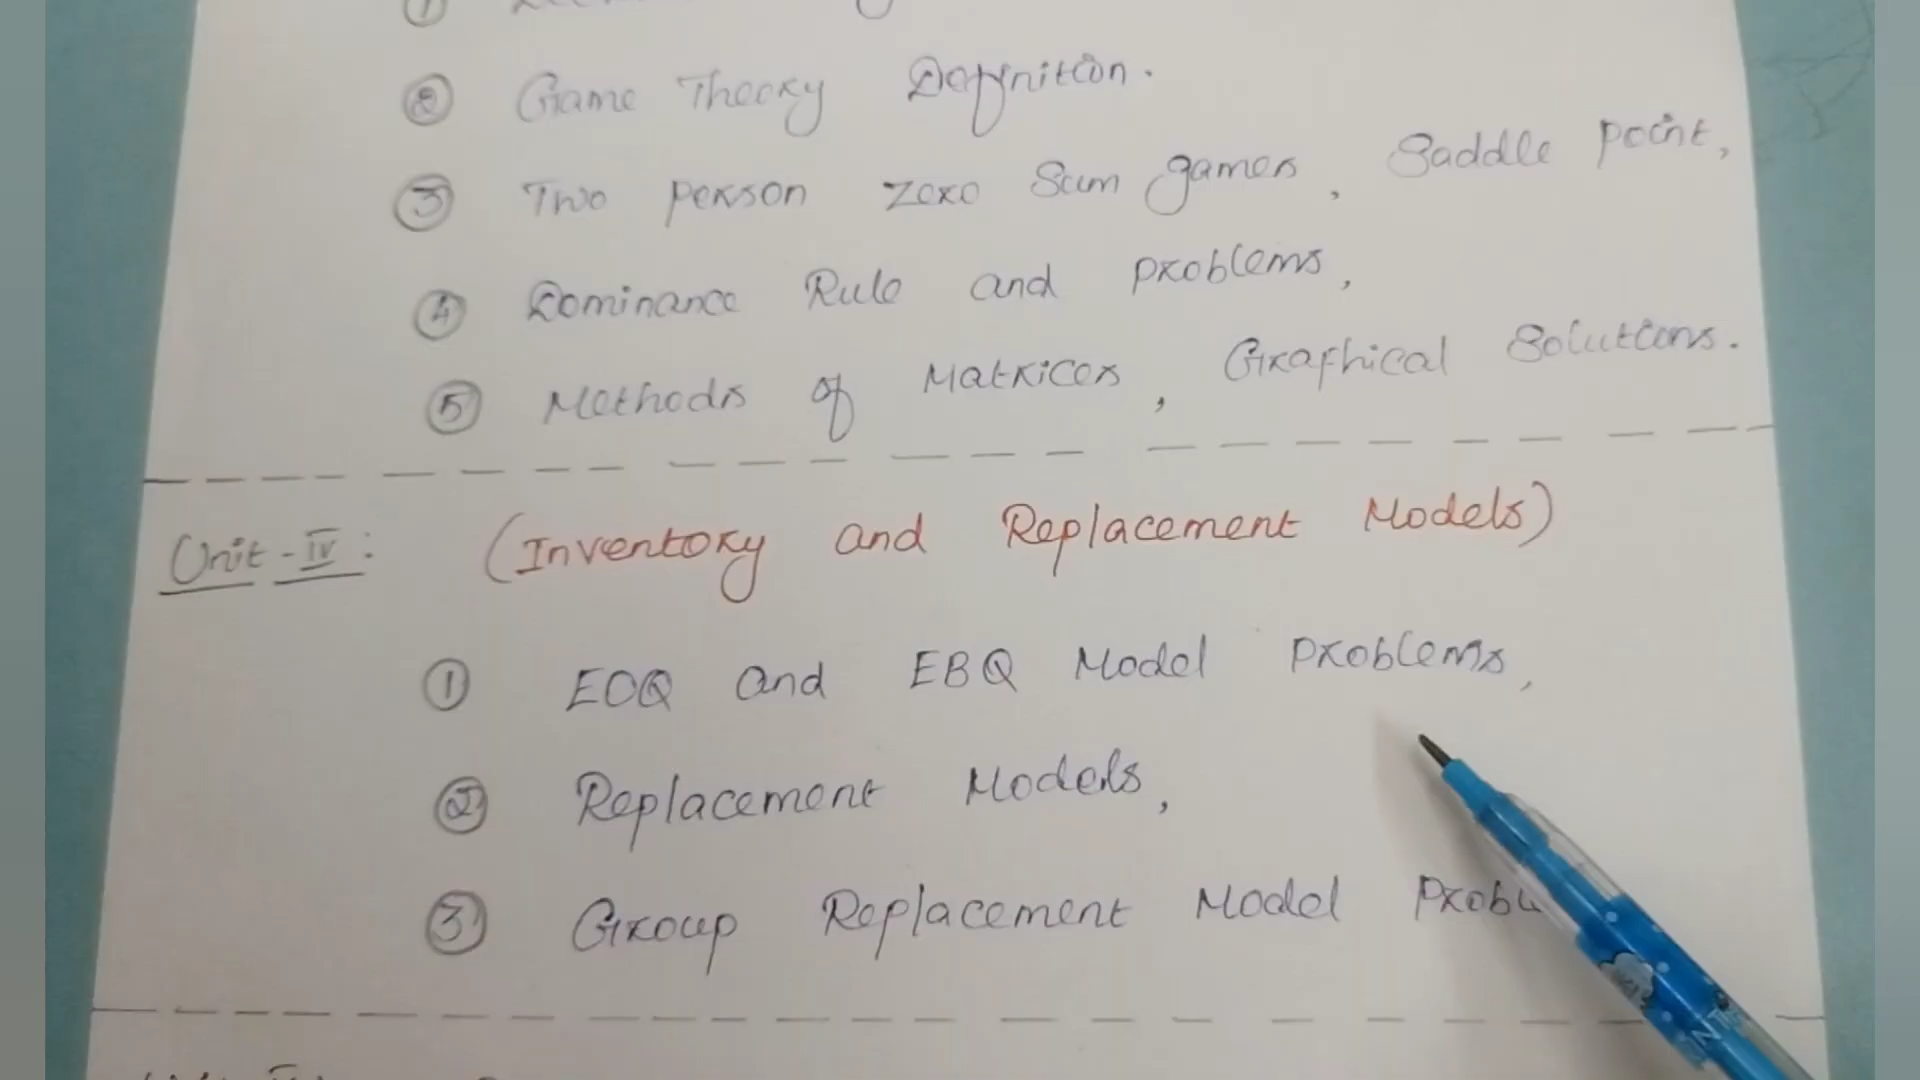 ② Game Theory Definition.
③ Two person zero sum games, Saddle point,
④ Dominance Rule and problems,
⑤ Methods of Matrices, Graphical Solutions.
Unit-IV: (Inventory and Replacement Models)
① EOQ and EBQ Model problems,
② Replacement Models,
③ Group Replacement Model